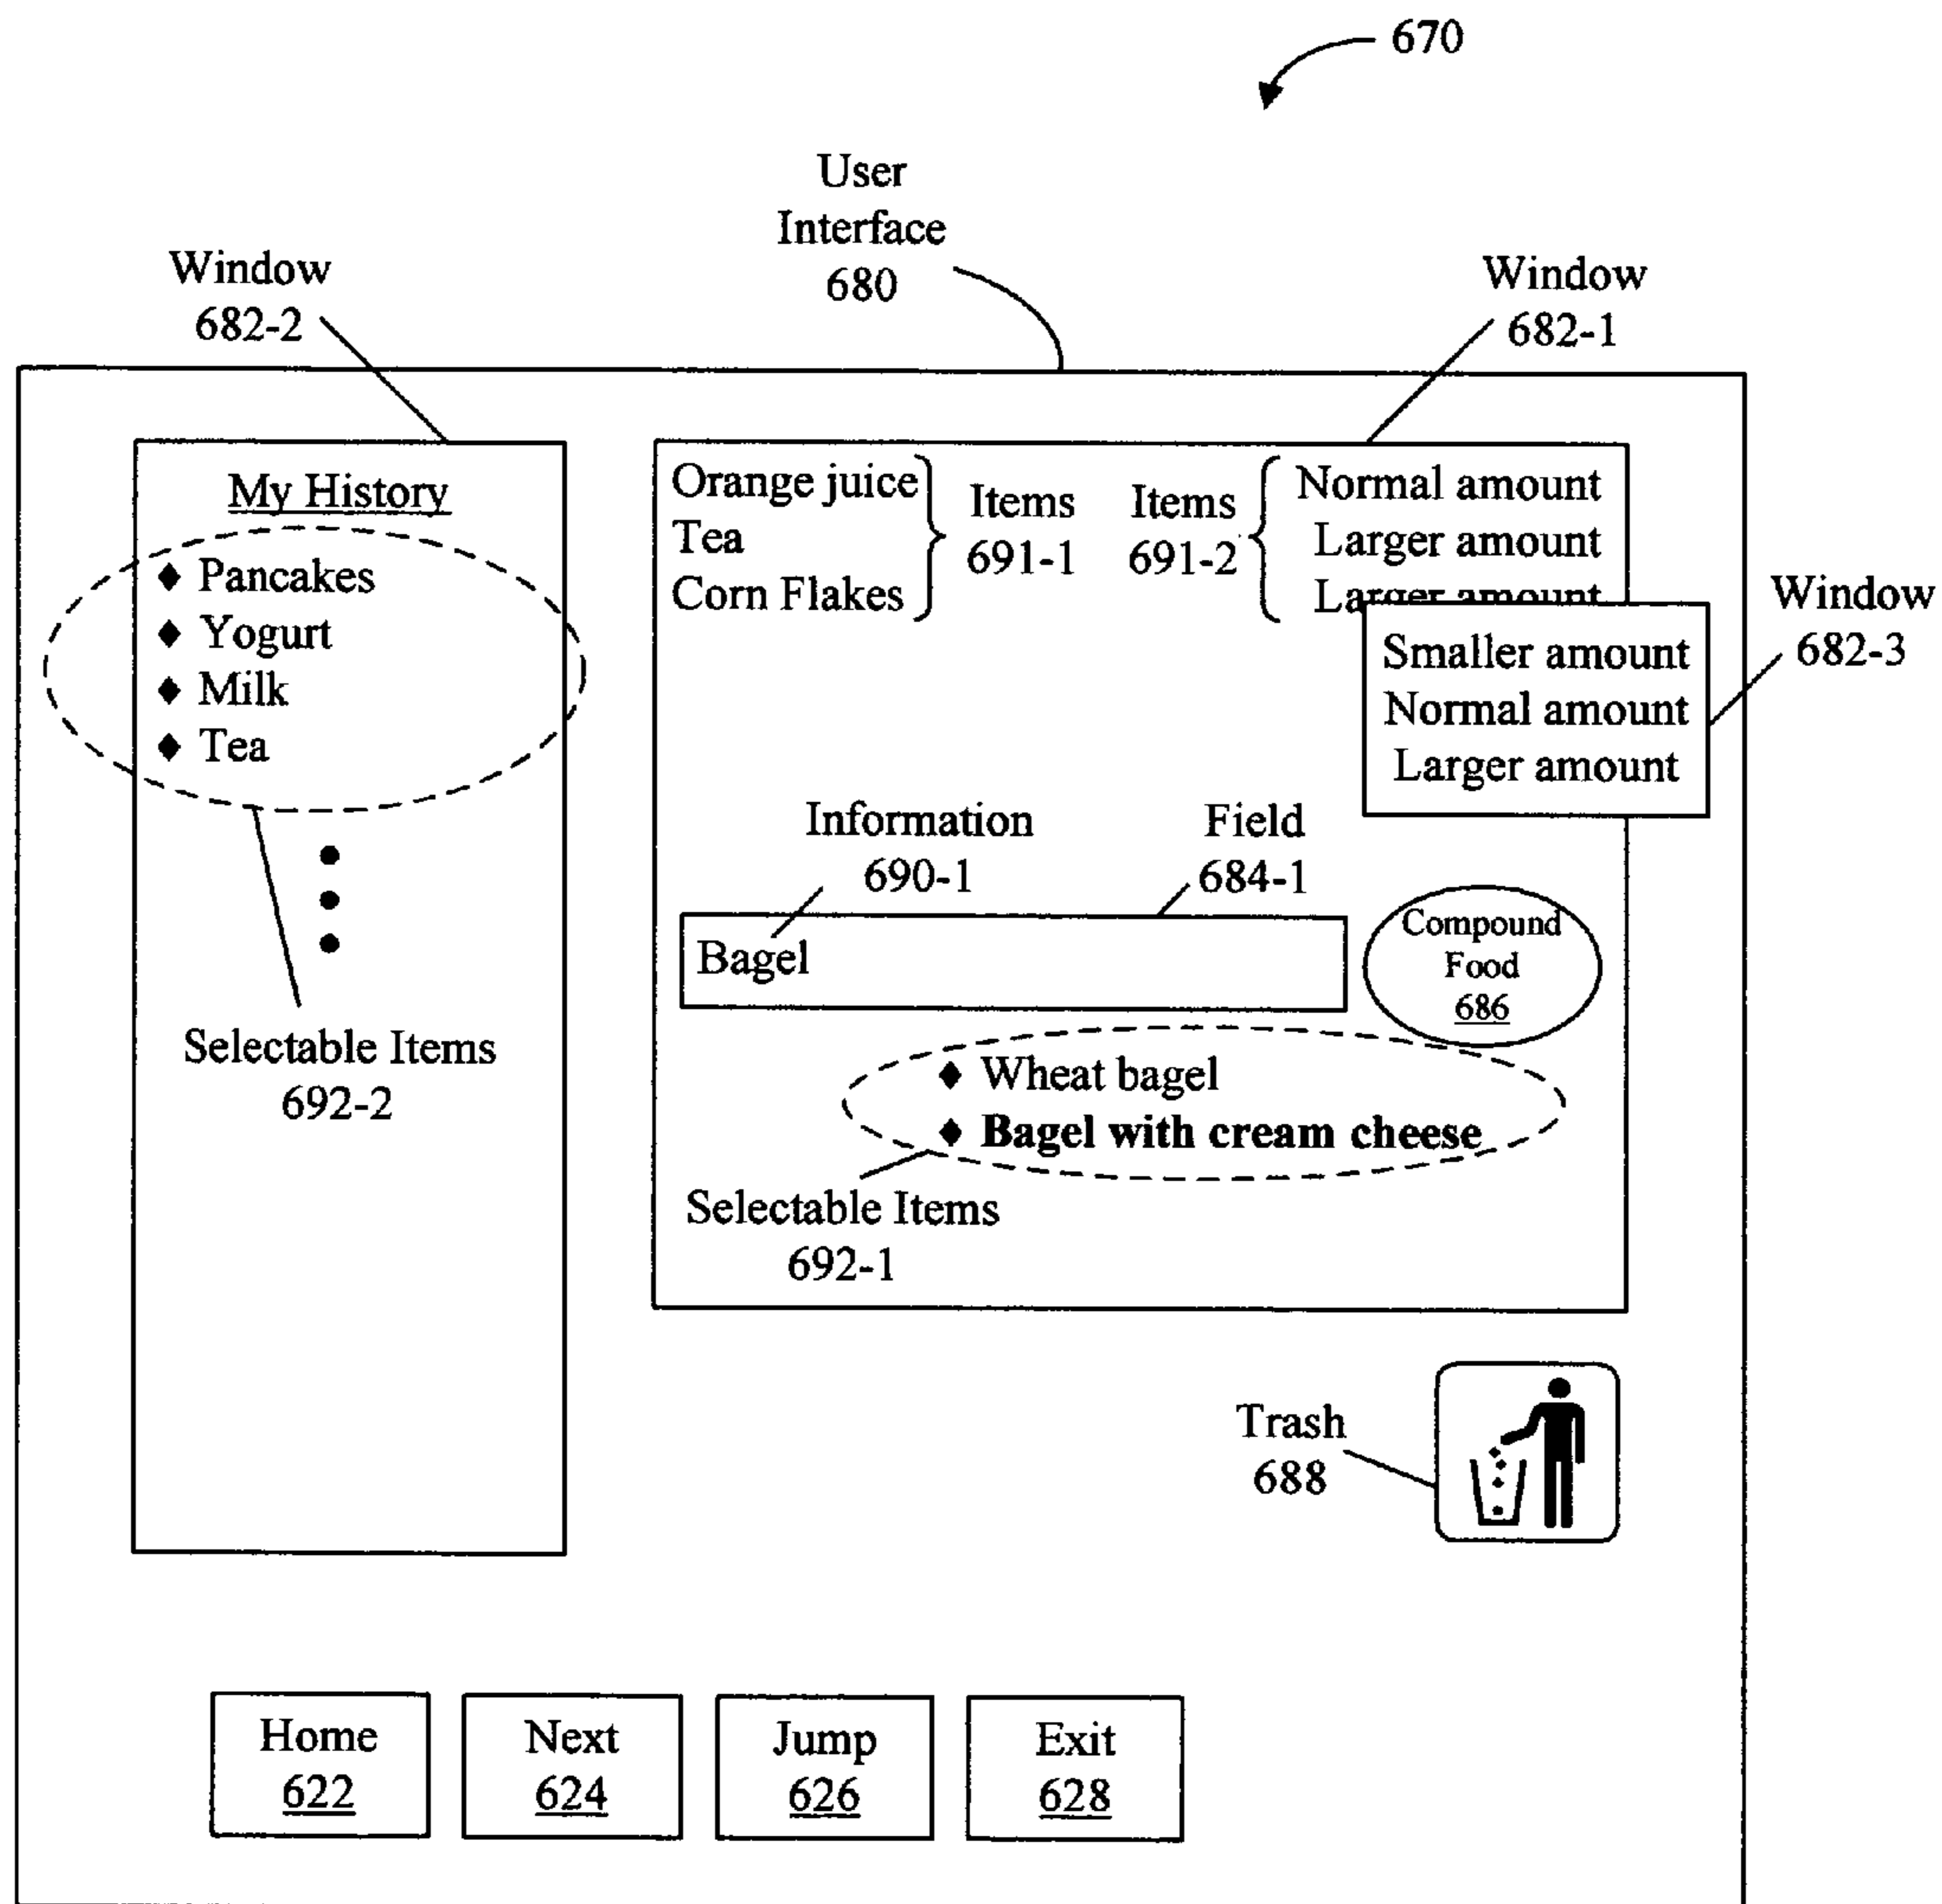 670
User
Interface
680
Window
682-2
Window
682-1
My History
Pancakes
Yogurt
Milk
Tea
Selectable Items
692-2
Orange juice
Tea
Corn Flakes
Items
691-1
Items
691-2
Normal amount
Larger amount
Larger amount
Window
682-3
Smaller amount
Normal amount
Larger amount
Information
690-1
Field
684-1
Bagel
Compound
Food
686
Wheat bagel
Bagel with cream cheese
Selectable Items
692-1
Trash
688
Home
622
Next
624
Jump
626
Exit
628